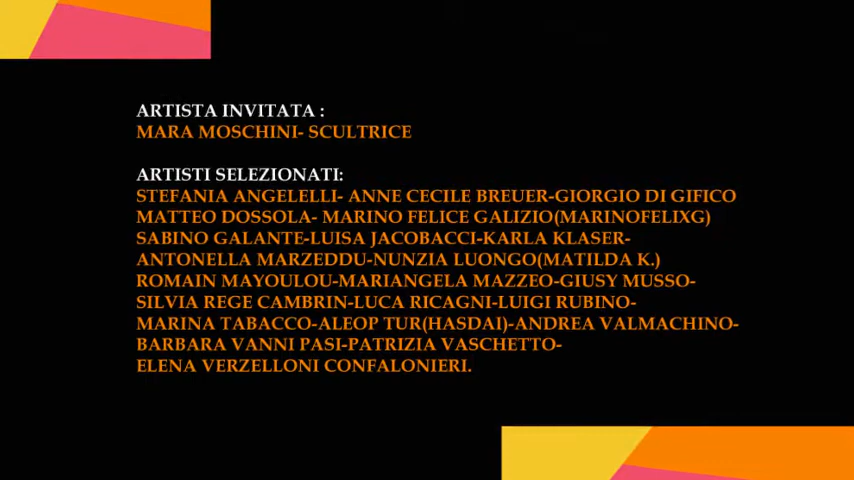 ARTISTA INVITATA :
MARA MOSCHINI- SCULTRICE
ARTISTI SELEZIONATI:
STEFANIA ANGELELLI- ANNE CECILE BREUER-GIORGIO DI GIFICO
MATTEO DOSSOLA- MARINO FELICE GALIZIO(MARINOFELIXG)
SABINO GALANTE-LUISA JACOBACCI-KARLA KLASER-
ANTONELLA MARZEDDU-NUNZIA LUONGO(MATILDA K.)
ROMAIN MAYOULOU-MARIANGELA MAZZEO-GIUSY MUSSO-
SILVIA REGE CAMBRIN-LUCA RICAGNI-LUIGI RUBINO-
MARINA TABACCO-ALEOP TUR(HASDAI)-ANDREA VALMACHINO-
BARBARA VANNI PASI-PATRIZIA VASCHETTO-
ELENA VERZELLONI CONFALONIERI.